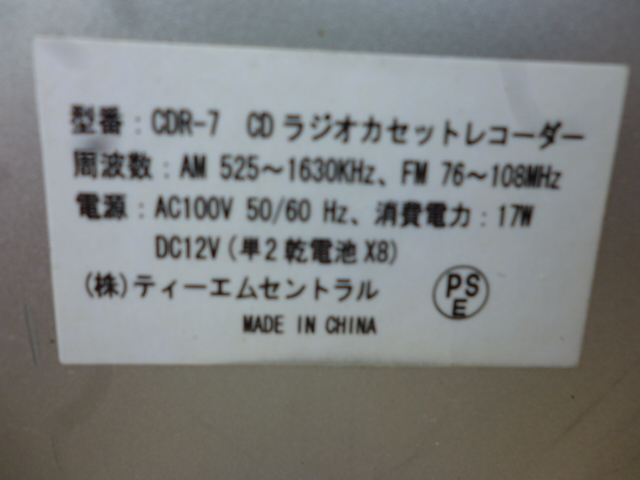 型番：CDR-7　CDラジオカセットレコーダー
周波数：AM 525～1630KHz、FM 76～108MHz
電源：AC100V 50/60 Hz、消費電力：17W
DC12V（単2乾電池X8）
（株）ティーエムセントラル
PS
E
MADE IN CHINA